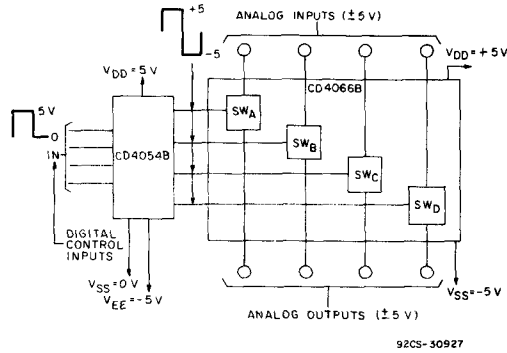 +5
-5
ANALOG INPUTS (±5 V)
VDD = +5 V
VDD = 5 V
CD4066B
5 V
0
IN
CD4054B
SWA
SWB
SWC
SWD
DIGITAL
CONTROL
INPUTS
VSS = 0 V
VEE = -5 V
VSS = -5 V
ANALOG OUTPUTS (±5 V)
92CS-30927